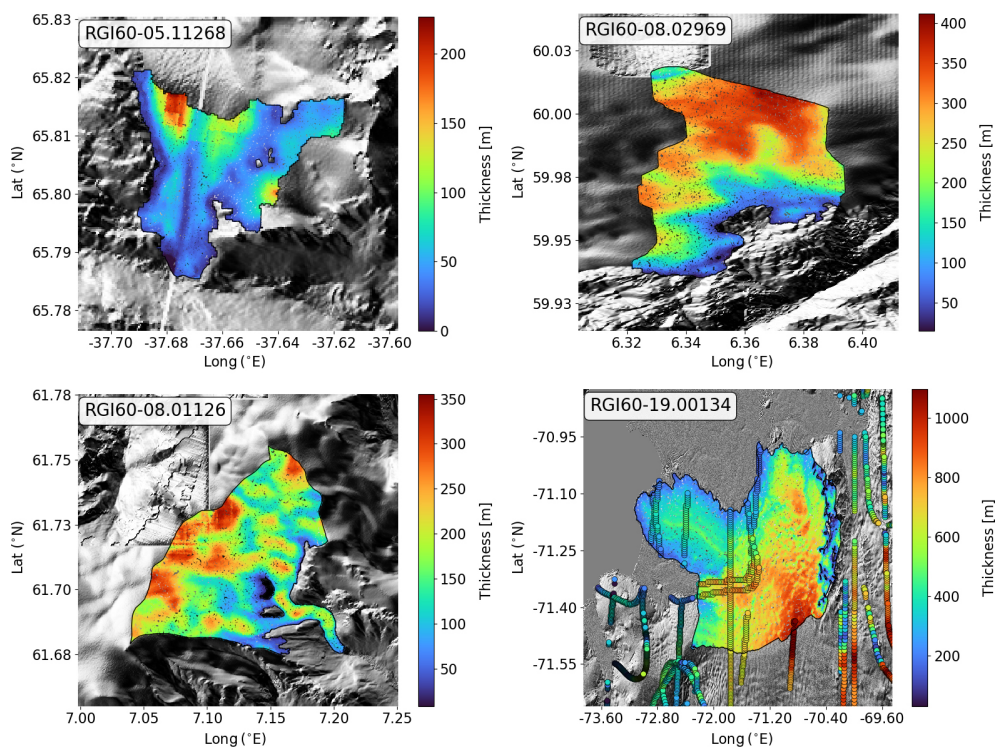 RGI60-05.11268
65.83
65.82
65.81
65.80
65.79
65.78
Lat (°N)
-37.70 -37.68 -37.66 -37.64 -37.62 -37.60
Long (°E)
200
150
100
50
0
Thickness [m]
RGI60-08.02969
60.03
60.00
59.98
59.95
59.93
Lat (°N)
6.32 6.34 6.36 6.38 6.40
Long (°E)
400
350
300
250
200
150
100
50
Thickness [m]
RGI60-08.01126
61.78
61.75
61.73
61.70
61.68
Lat (°N)
7.00 7.05 7.10 7.15 7.20 7.25
Long (°E)
350
300
250
200
150
100
50
Thickness [m]
RGI60-19.00134
-70.95
-71.10
-71.25
-71.40
-71.55
Lat (°N)
-73.60 -72.80 -72.00 -71.20 -70.40 -69.60
Long (°E)
1000
800
600
400
200
Thickness [m]